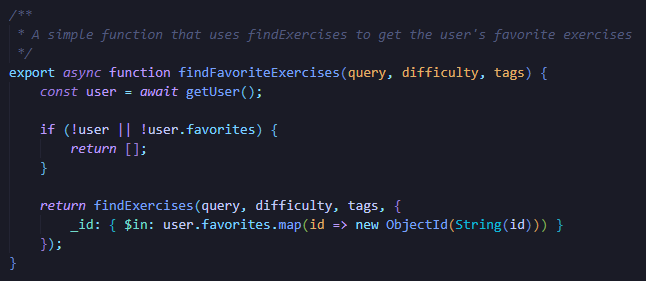 /**
 * A simple function that uses findExercises to get the user's favorite exercises
 */
export async function findFavoriteExercises(query, difficulty, tags) {
    const user = await getUser();

    if (!user || !user.favorites) {
        return [];
    }

    return findExercises(query, difficulty, tags, {
        _id: { $in: user.favorites.map(id => new ObjectId(String(id))) }
    });
}